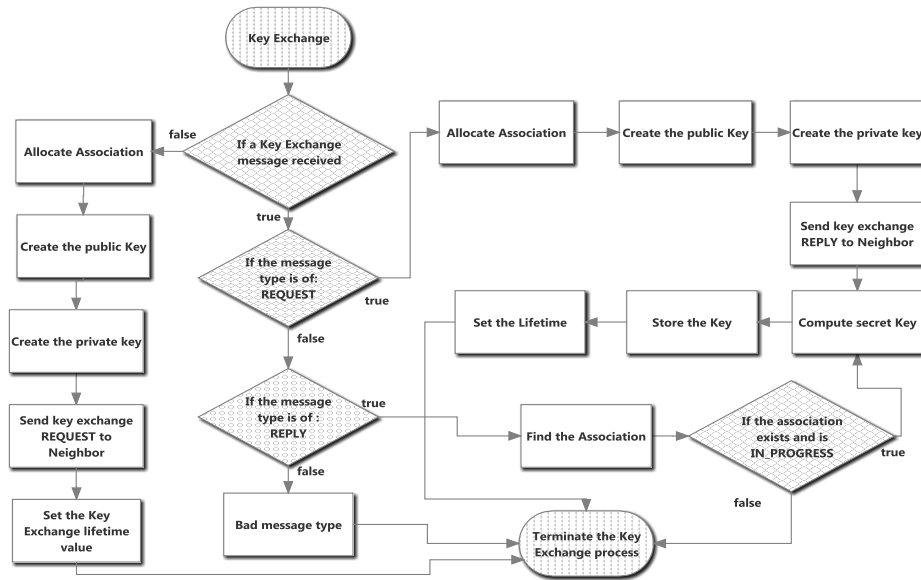 Key Exchange
If a Key Exchange
message received
false
true
Allocate Association
Create the public Key
Create the private key
Send key exchange
REQUEST to
Neighbor
Set the Key
Exchange lifetime
value
If the message
type is of:
REQUEST
true
false
Allocate Association
Create the public Key
Create the private key
Send key exchange
REPLY to Neighbor
Compute secret Key
Store the Key
Set the Lifetime
If the message
type is of :
REPLY
true
false
Find the Association
If the association
exists and is
IN_PROGRESS
true
false
Bad message type
Terminate the Key
Exchange process